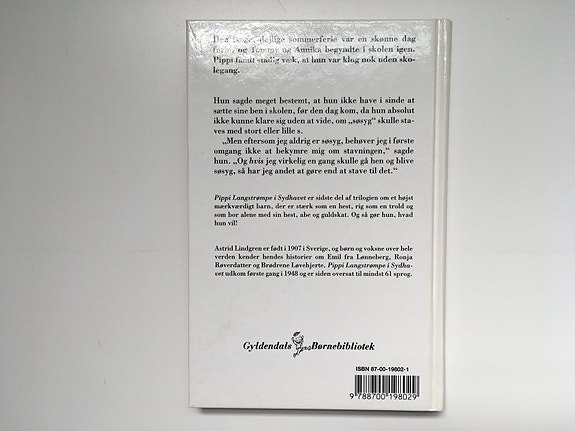 Den lange, dejlige sommerferie var en skønne dag
forbi, og Tommy og Annika begyndte i skolen igen.
Pippi fandt stadig væk, at hun var klog nok uden sko-
legang.
Hun sagde meget bestemt, at hun ikke have i sinde at
sætte sine ben i skolen, før den dag kom, da hun absolut
ikke kunne klare sig uden at vide, om „søsyg“ skulle sta-
ves med stort eller lille s.
„Men eftersom jeg aldrig er søsyg, behøver jeg i første
omgang ikke at bekymre mig om stavningen,“ sagde
hun. „Og hvis jeg virkelig en gang skulle gå hen og blive
søsyg, så har jeg andet at gøre end at stave til det.“
Pippi Langstrømpe i Sydhavet er sidste del af trilogien om et højst
mærkværdigt barn, der er stærk som en hest, rig som en trold og
som bor alene med sin hest, abe og guldskat. Og så gør hun, hvad
hun vil!
Astrid Lindgren er født i 1907 i Sverige, og børn og voksne over hele
verden kender hendes historier om Emil fra Lønneberg, Ronja
Røverdatter og Brødrene Løvehjerte. Pippi Langstrømpe i Sydha-
vet udkom første gang i 1948 og er siden oversat til mindst 61 sprog.
Gyldendals Børnebibliotek
ISBN 87-00-19802-1
9 788700 198029